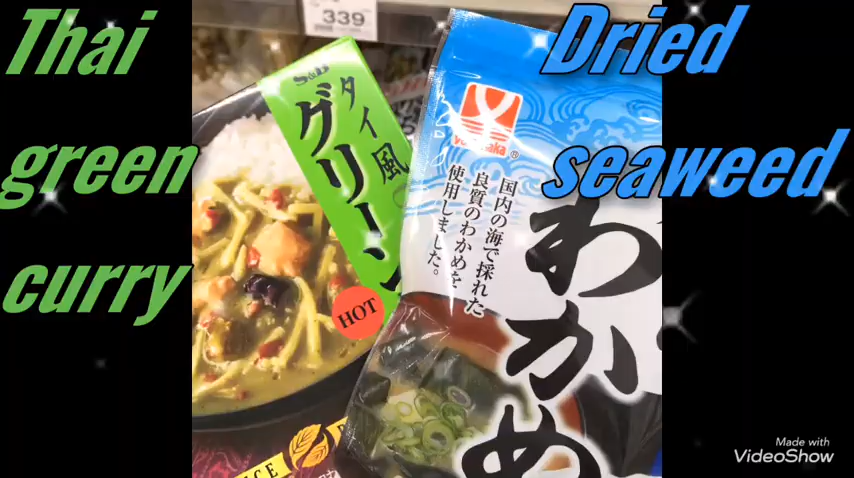 Thai
green
curry
Dried
seaweed
339
S&B
タイ風
グリーン
HOT
国内の海で採れた
良質のわかめを
使用しました。
わかめ
Made with
VideoShow